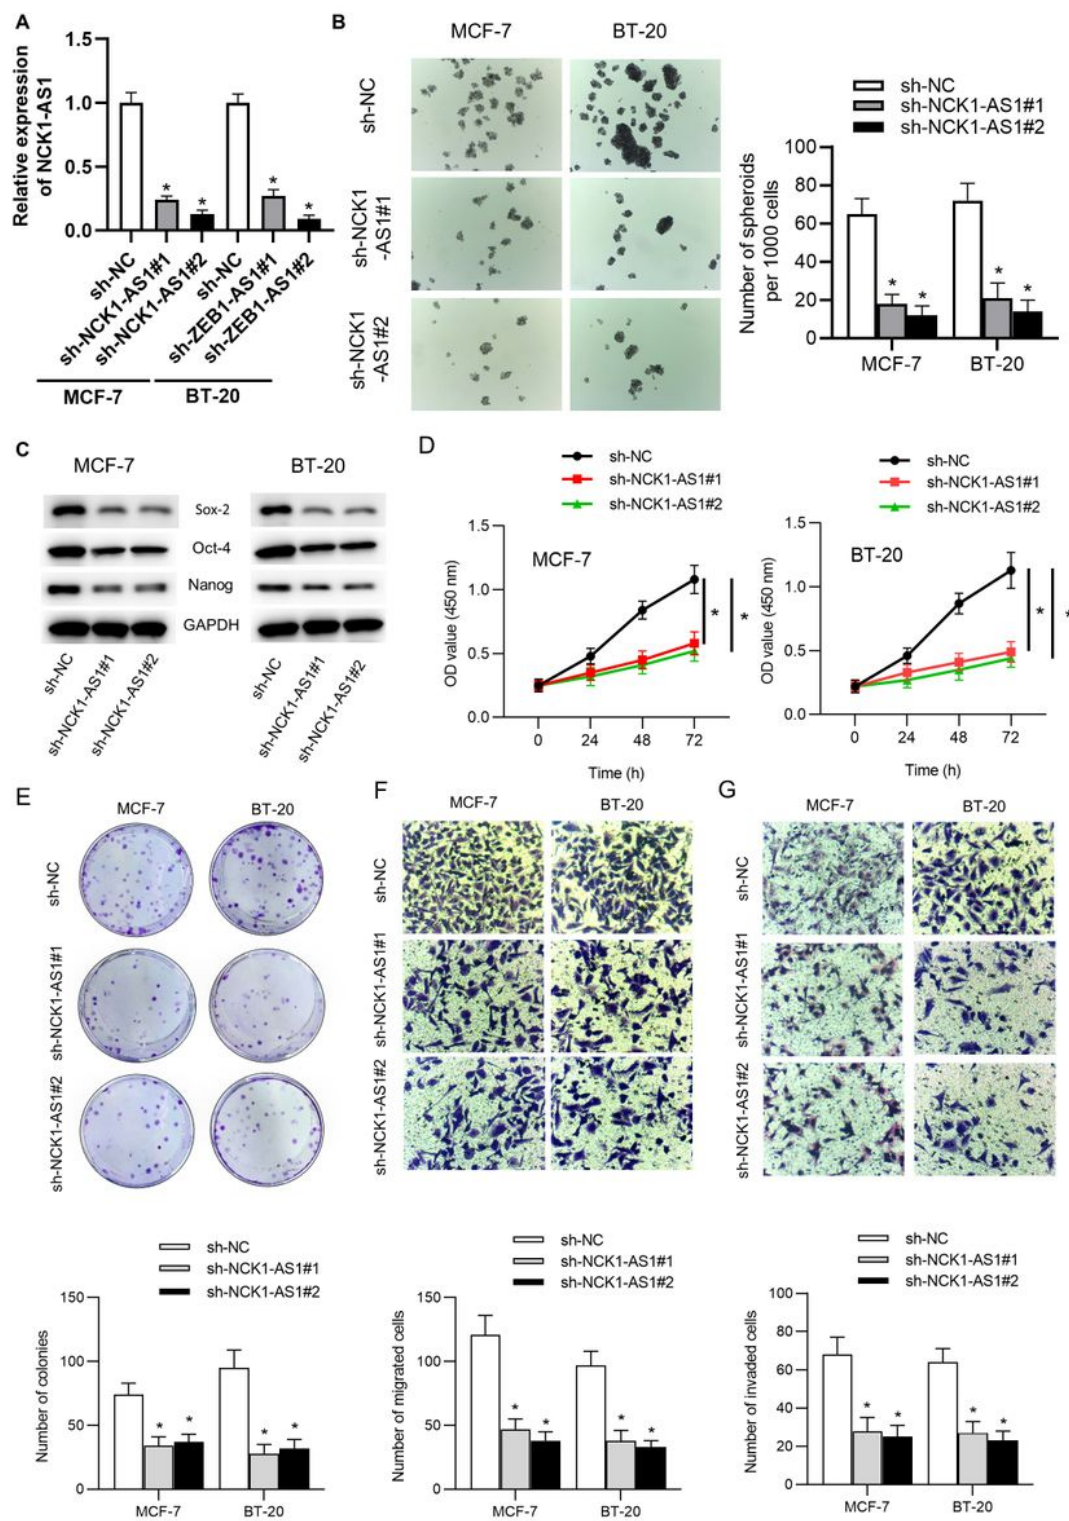 A
Relative expression
of NCK1-AS1
1.5
1.0
0.5
0.0
* * * *
sh-NC
sh-NCK1-AS1#1
sh-NCK1-AS1#2
sh-NC
sh-ZEB1-AS1#1
sh-ZEB1-AS1#2
MCF-7 BT-20
B
MCF-7 BT-20
sh-NC
sh-NCK1
-AS1#1
sh-NCK1
-AS1#2
sh-NC
sh-NCK1-AS1#1
sh-NCK1-AS1#2
Number of spheroids
per 1000 cells
100
80
60
40
20
0
* * * *
MCF-7 BT-20
C
MCF-7 BT-20
Sox-2
Oct-4
Nanog
GAPDH
sh-NC
sh-NCK1-AS1#1
sh-NCK1-AS1#2
sh-NC
sh-NCK1-AS1#1
sh-NCK1-AS1#2
D
sh-NC
sh-NCK1-AS1#1
sh-NCK1-AS1#2
MCF-7
OD value (450 nm)
1.5
1.0
0.5
0.0
* *
0 24 48 72
Time (h)
sh-NC
sh-NCK1-AS1#1
sh-NCK1-AS1#2
BT-20
OD value (450 nm)
1.5
1.0
0.5
0.0
* *
0 24 48 72
Time (h)
E
MCF-7 BT-20
sh-NC
sh-NCK1-AS1#1
sh-NCK1-AS1#2
sh-NC
sh-NCK1-AS1#1
sh-NCK1-AS1#2
Number of colonies
150
100
50
0
* * * *
MCF-7 BT-20
F
MCF-7 BT-20
sh-NC
sh-NCK1-AS1#1
sh-NCK1-AS1#2
sh-NC
sh-NCK1-AS1#1
sh-NCK1-AS1#2
Number of migrated cells
150
100
50
0
* * * *
MCF-7 BT-20
G
MCF-7 BT-20
sh-NC
sh-NCK1-AS1#1
sh-NCK1-AS1#2
sh-NC
sh-NCK1-AS1#1
sh-NCK1-AS1#2
Number of invaded cells
100
80
60
40
20
0
* * * *
MCF-7 BT-20